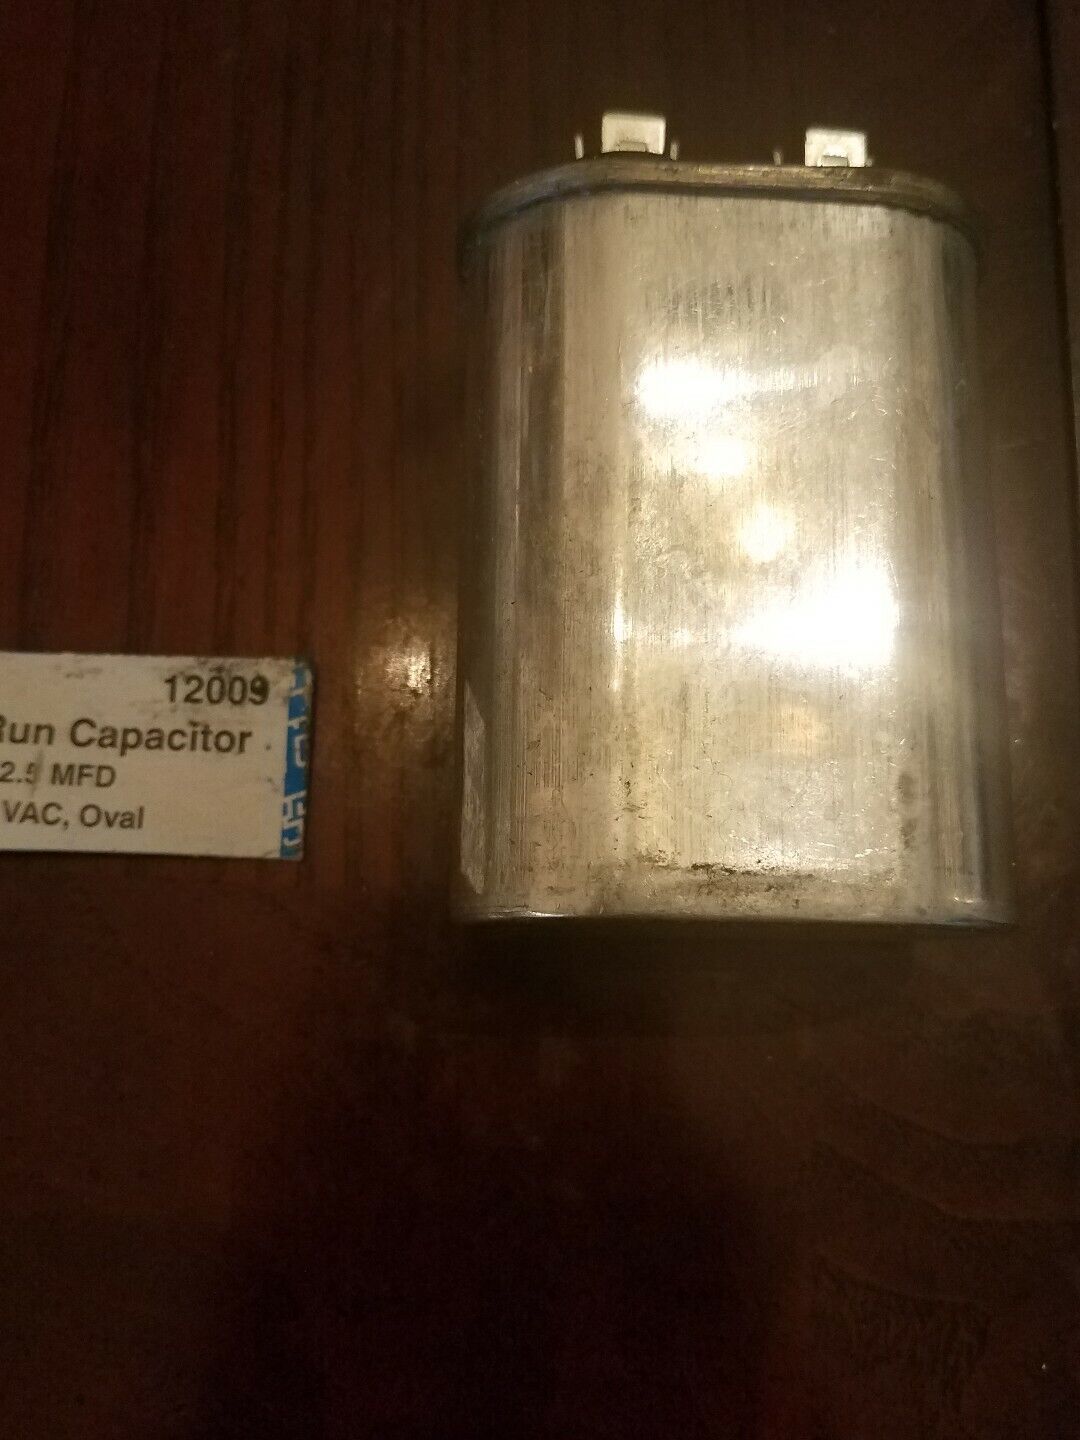 12009
Run Capacitor
2.5 MFD
VAC, Oval